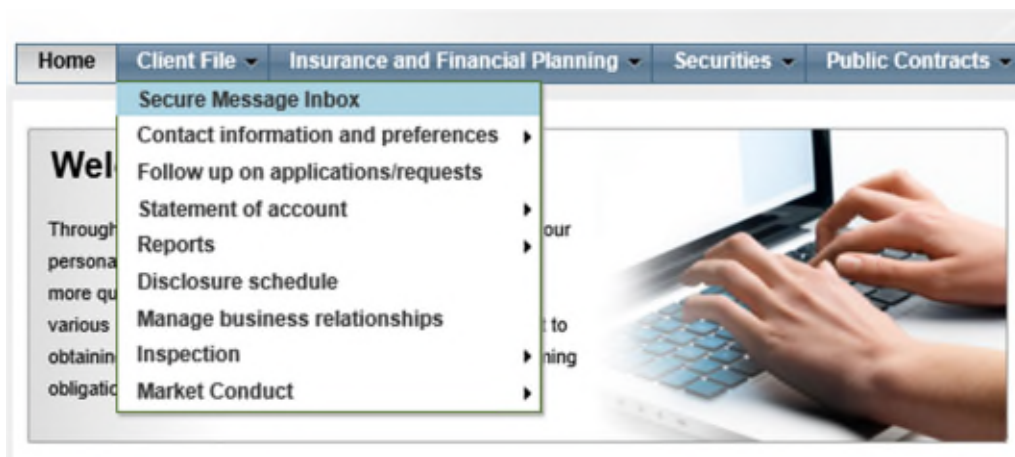 Home Client File Insurance and Financial Planning Securities Public Contracts
Secure Message Inbox
Contact information and preferences
Follow up on applications/requests
Statement of account
Reports
Disclosure schedule
Manage business relationships
Inspection
Market Conduct
Wel
Through our
persona
more qu
various t to
obtainin ning
obligatio